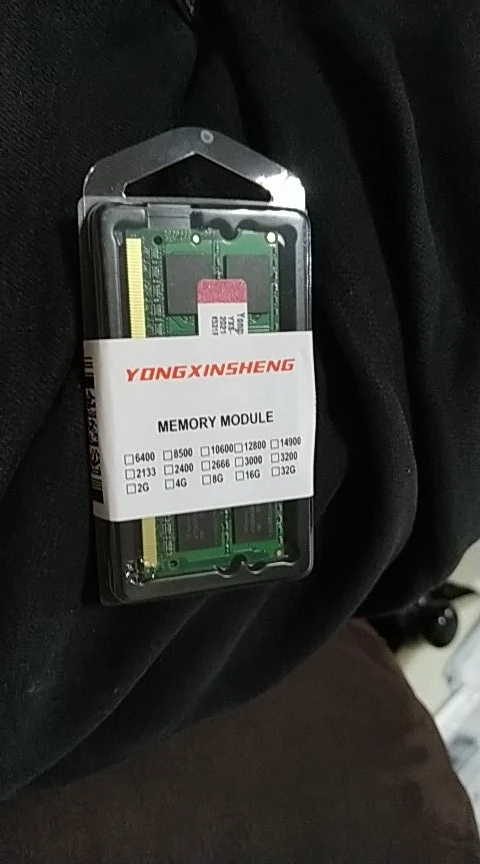 YONGXINSHENG
MEMORY MODULE
□6400 □8500 □10600 □12800 □14900
□2133 □2400 □2666 □3000 □3200
□2G □4G □8G □16G □32G